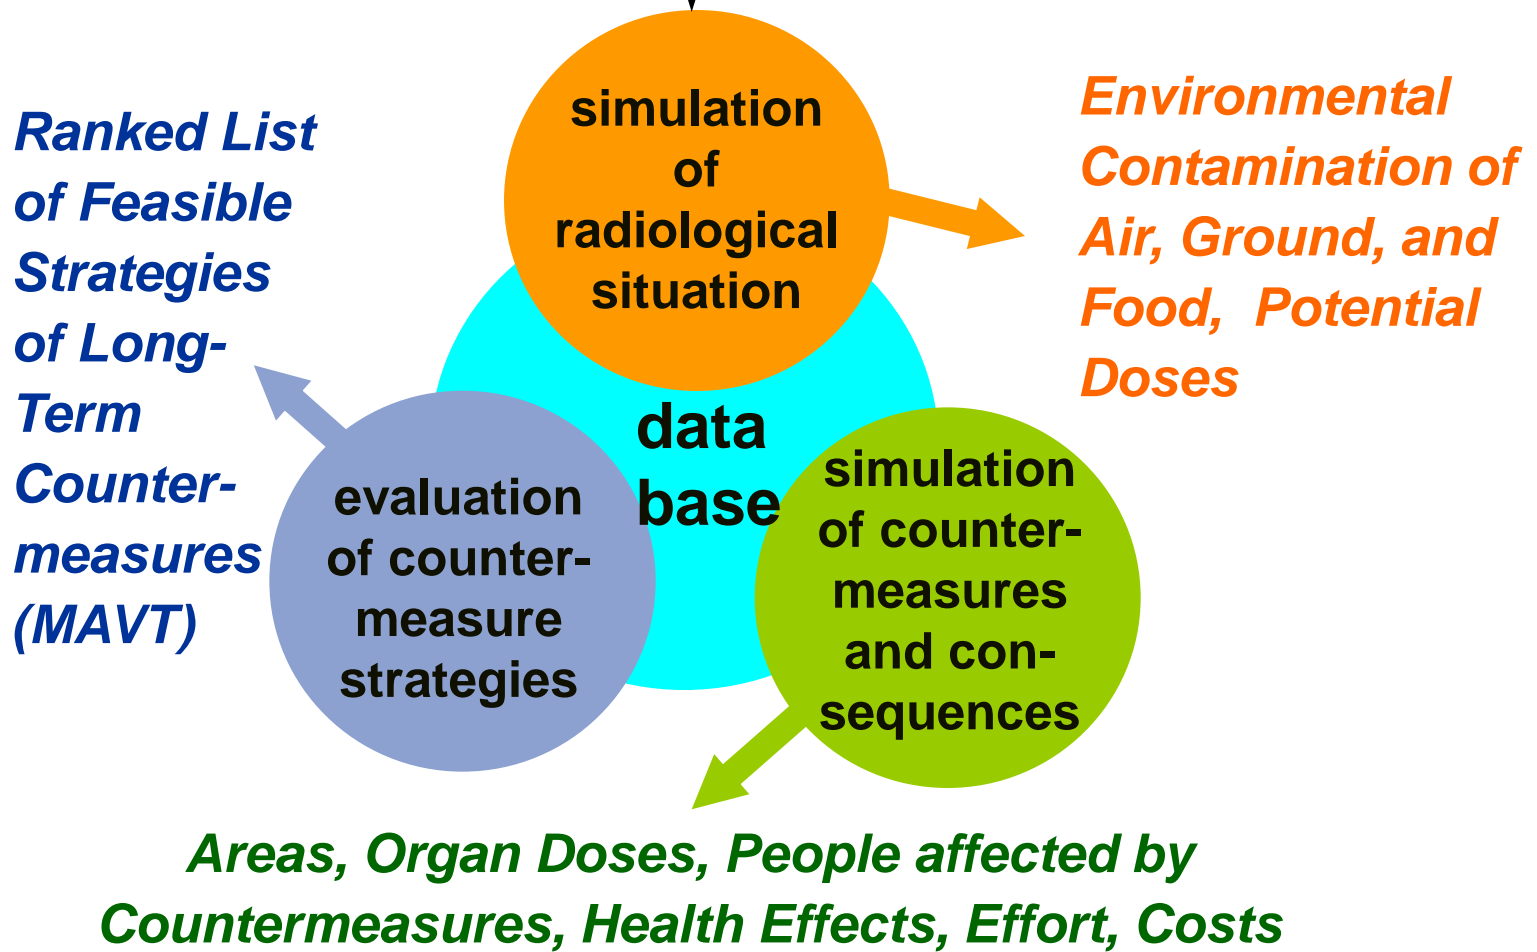 simulation
of
radiological
situation
Environmental
Contamination of
Air, Ground, and
Food,  Potential
Doses
Ranked List
of Feasible
Strategies
of Long-
Term
Counter-
measures
(MAVT)
data
base
evaluation
of counter-
measure
strategies
simulation
of counter-
measures
and con-
sequences
Areas, Organ Doses, People affected by
Countermeasures, Health Effects, Effort, Costs